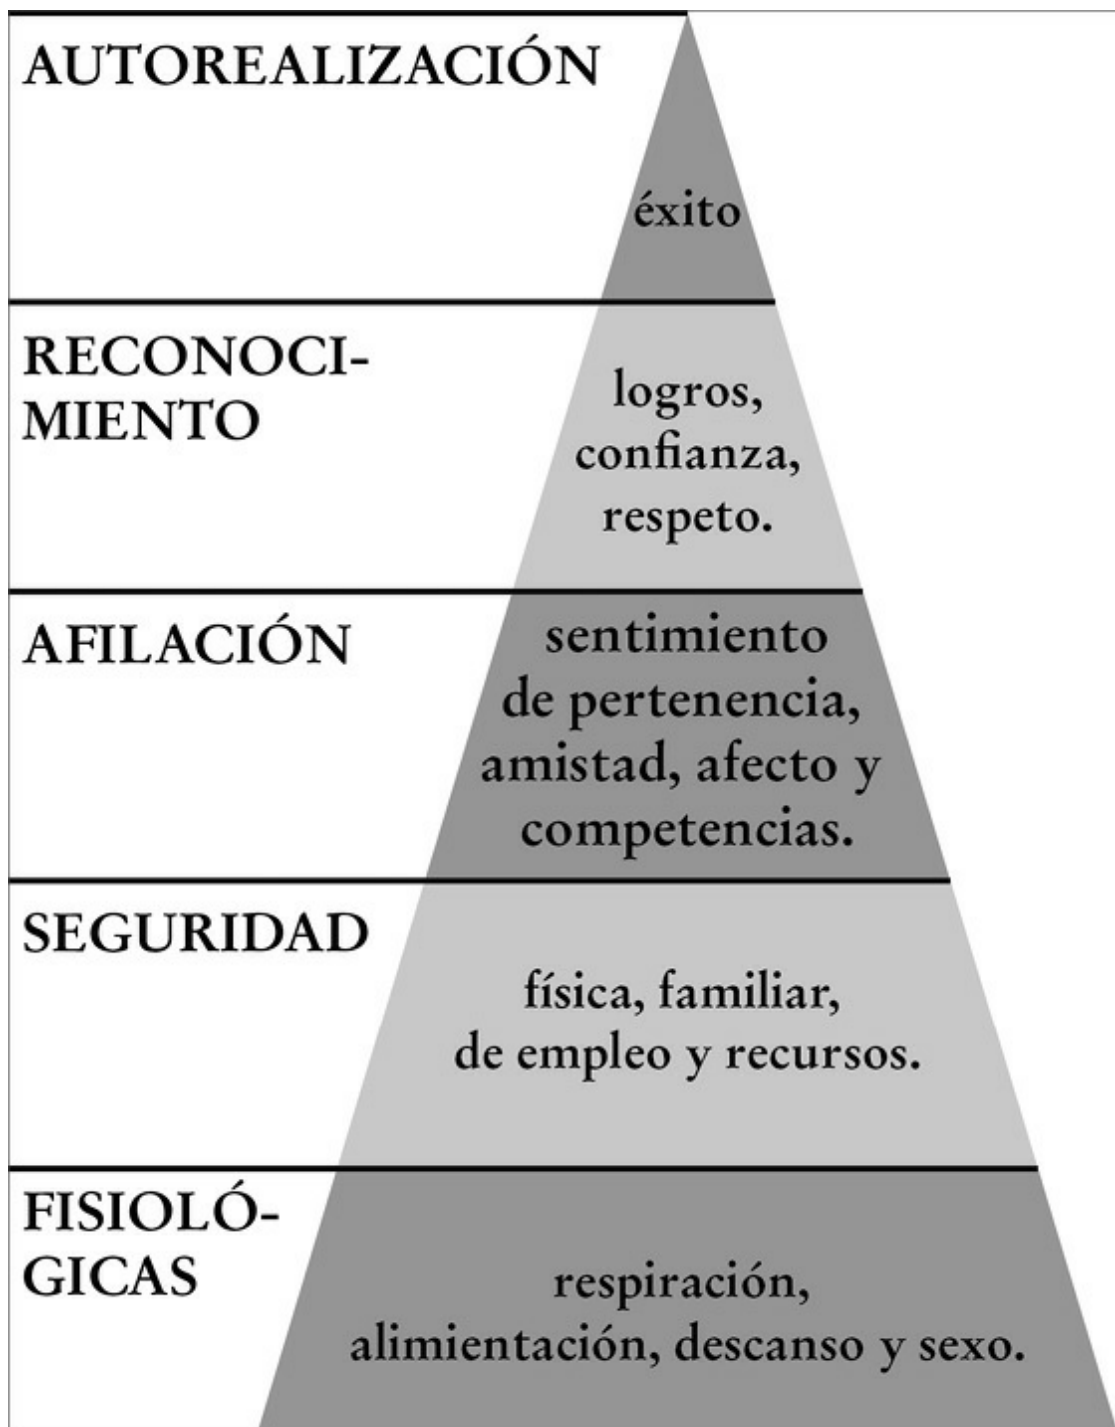 AUTOREALIZACIÓN
éxito
RECONOCI-
MIENTO
logros,
confianza,
respeto.
AFILACIÓN
sentimiento
de pertenencia,
amistad, afecto y
competencias.
SEGURIDAD
física, familiar,
de empleo y recursos.
FISIOLÓ-
GICAS
respiración,
alimientación, descanso y sexo.